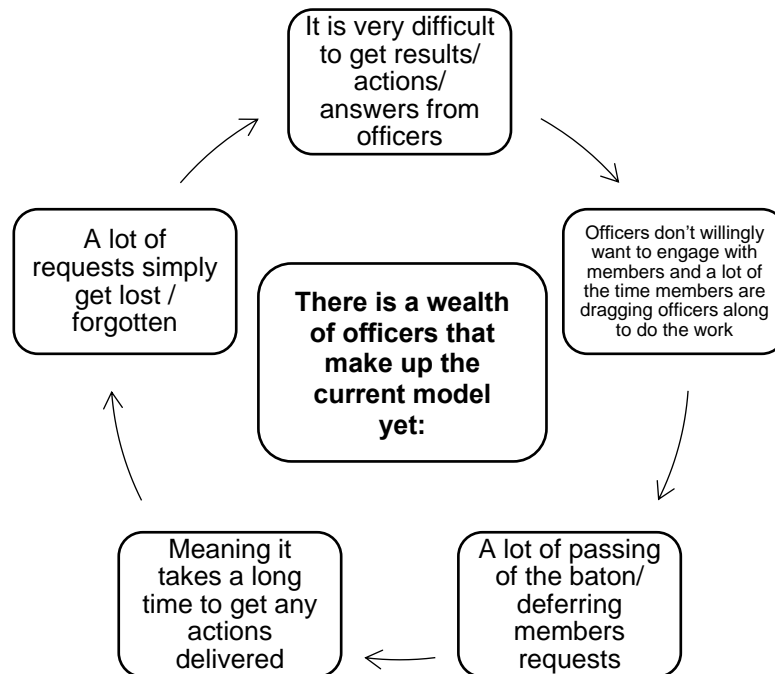 It is very difficult
to get results/
actions/
answers from
officers
Officers don’t willingly
want to engage with
members and a lot of
the time members are
dragging officers along
to do the work
A lot of passing
of the baton/
deferring
members
requests
Meaning it
takes a long
time to get any
actions
delivered
A lot of
requests simply
get lost /
forgotten
There is a wealth
of officers that
make up the
current model
yet: